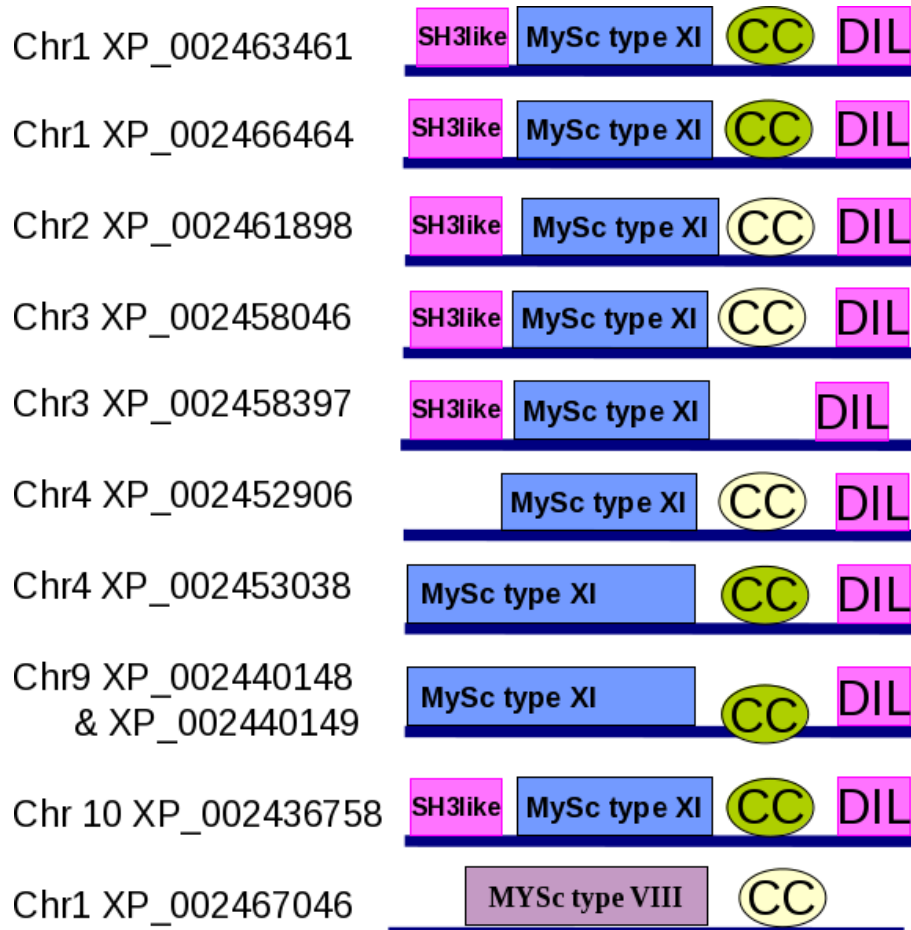 Chr1 XP_002463461 SH3like MySc type XI CC DIL
Chr1 XP_002466464 SH3like MySc type XI CC DIL
Chr2 XP_002461898 SH3like MySc type XI CC DIL
Chr3 XP_002458046 SH3like MySc type XI CC DIL
Chr3 XP_002458397 SH3like MySc type XI DIL
Chr4 XP_002452906 MySc type XI CC DIL
Chr4 XP_002453038 MySc type XI CC DIL
Chr9 XP_002440148 MySc type XI CC DIL
& XP_002440149
Chr 10 XP_002436758 SH3like MySc type XI CC DIL
Chr1 XP_002467046 MYSc type VIII CC